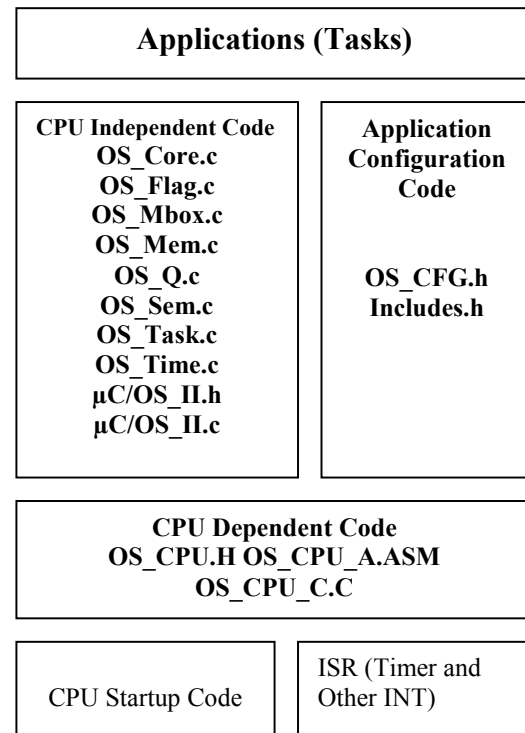 Applications (Tasks)
CPU Independent Code
OS_Core.c
OS_Flag.c
OS_Mbox.c
OS_Mem.c
OS_Q.c
OS_Sem.c
OS_Task.c
OS_Time.c
µC/OS_II.h
µC/OS_II.c
Application
Configuration
Code
OS_CFG.h
Includes.h
CPU Dependent Code
OS_CPU.H OS_CPU_A.ASM
OS_CPU_C.C
CPU Startup Code
ISR (Timer and
Other INT)